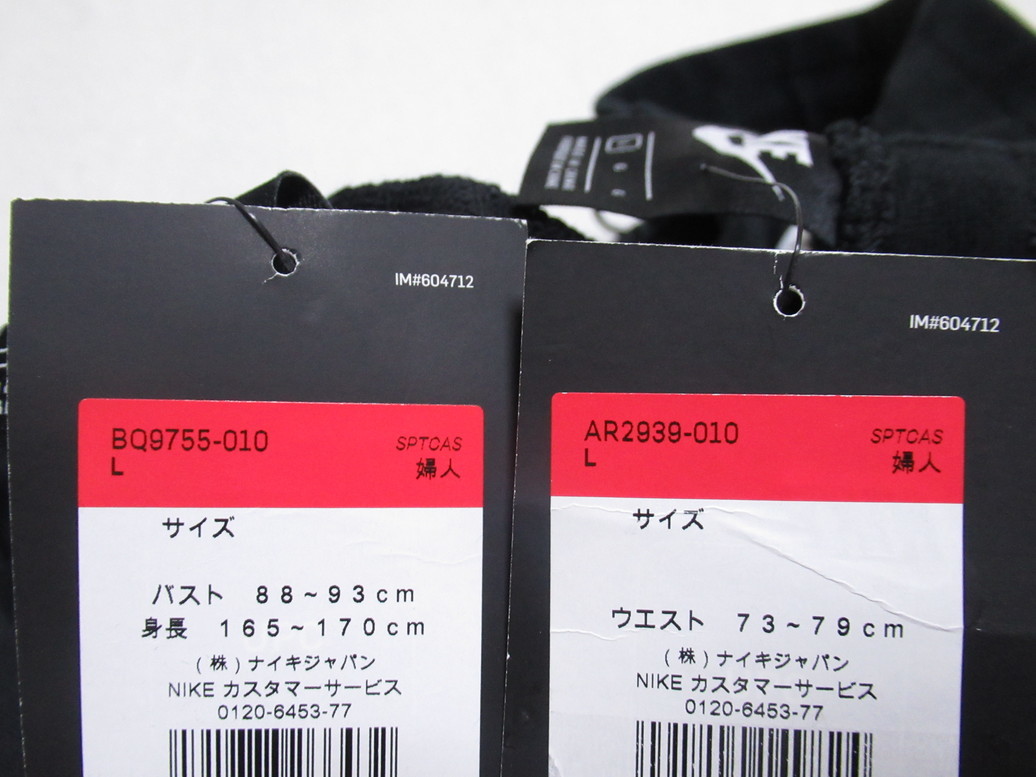 IM#604712
BQ9755-010
L
SPTCAS
婦人
サイズ
バスト 88~93cm
身長 165~170cm
(株)ナイキジャパン
NIKE カスタマーサービス
0120-6453-77
IM#604712
AR2939-010
L
SPTCAS
婦人
サイズ
ウエスト 73~79cm
(株)ナイキジャパン
NIKE カスタマーサービス
0120-6453-77